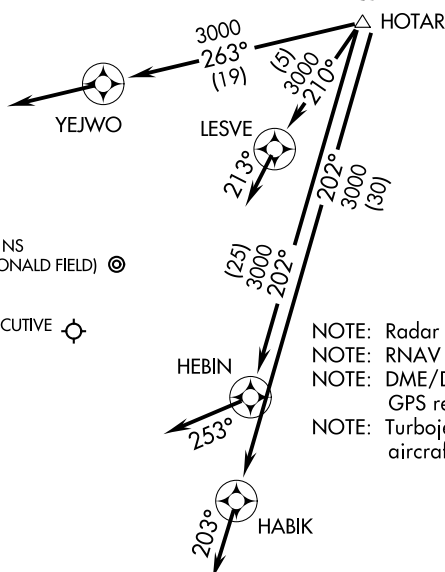 HOTAR
3000
263°
(19)
(5)
3000
210°
YEJWO
LESVE
213°
202°
3000
(30)
NS
ONALD FIELD)
(25)
3000
202°
CUTIVE
NOTE: Radar
NOTE: RNAV
NOTE: DME/D
GPS re
NOTE: Turboje
aircraf
HEBIN
253°
HABIK
203°